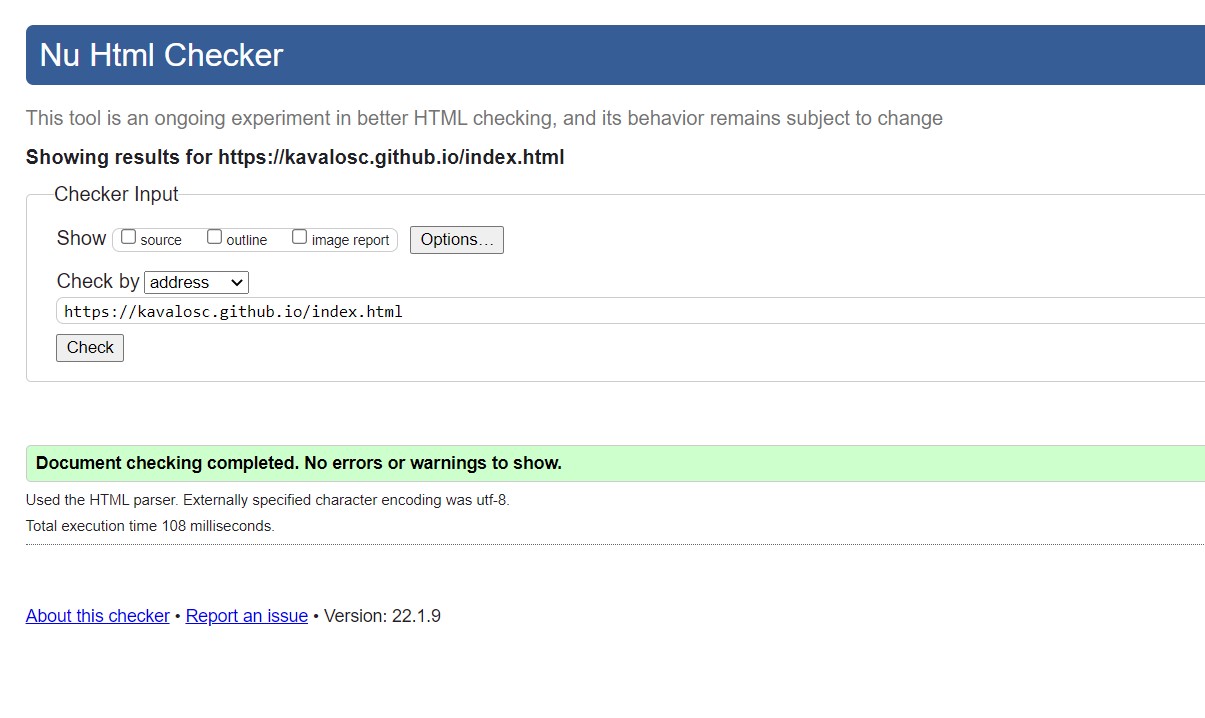 Nu Html Checker
This tool is an ongoing experiment in better HTML checking, and its behavior remains subject to change
Showing results for https://kavalosc.github.io/index.html
Checker Input
Show source outline image report Options…
Check by address
https://kavalosc.github.io/index.html
Check
Document checking completed. No errors or warnings to show.
Used the HTML parser. Externally specified character encoding was utf-8.
Total execution time 108 milliseconds.
About this checker • Report an issue • Version: 22.1.9